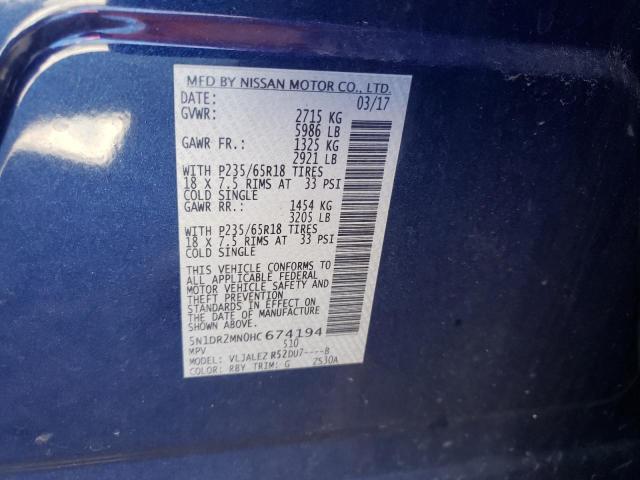 MFD BY NISSAN MOTOR CO., LTD.
DATE: 03/17
GVWR: 2715 KG
5986 LB
GAWR FR.: 1325 KG
2921 LB
WITH P235/65R18 TIRES
18 X 7.5 RIMS AT 33 PSI
COLD SINGLE
GAWR RR.: 1454 KG
3205 LB
WITH P235/65R18 TIRES
18 X 7.5 RIMS AT 33 PSI
COLD SINGLE
THIS VEHICLE CONFORMS TO
ALL APPLICABLE FEDERAL
MOTOR VEHICLE SAFETY AND
THEFT PREVENTION
STANDARDS IN EFFECT ON
THE DATE OF MANUFACTURE
SHOWN ABOVE.
5N1DR2MN0HC674194
MPV 510
MODEL: VLJALEZ R52DU7----B
COLOR: RBY TRIM: G ZS30A